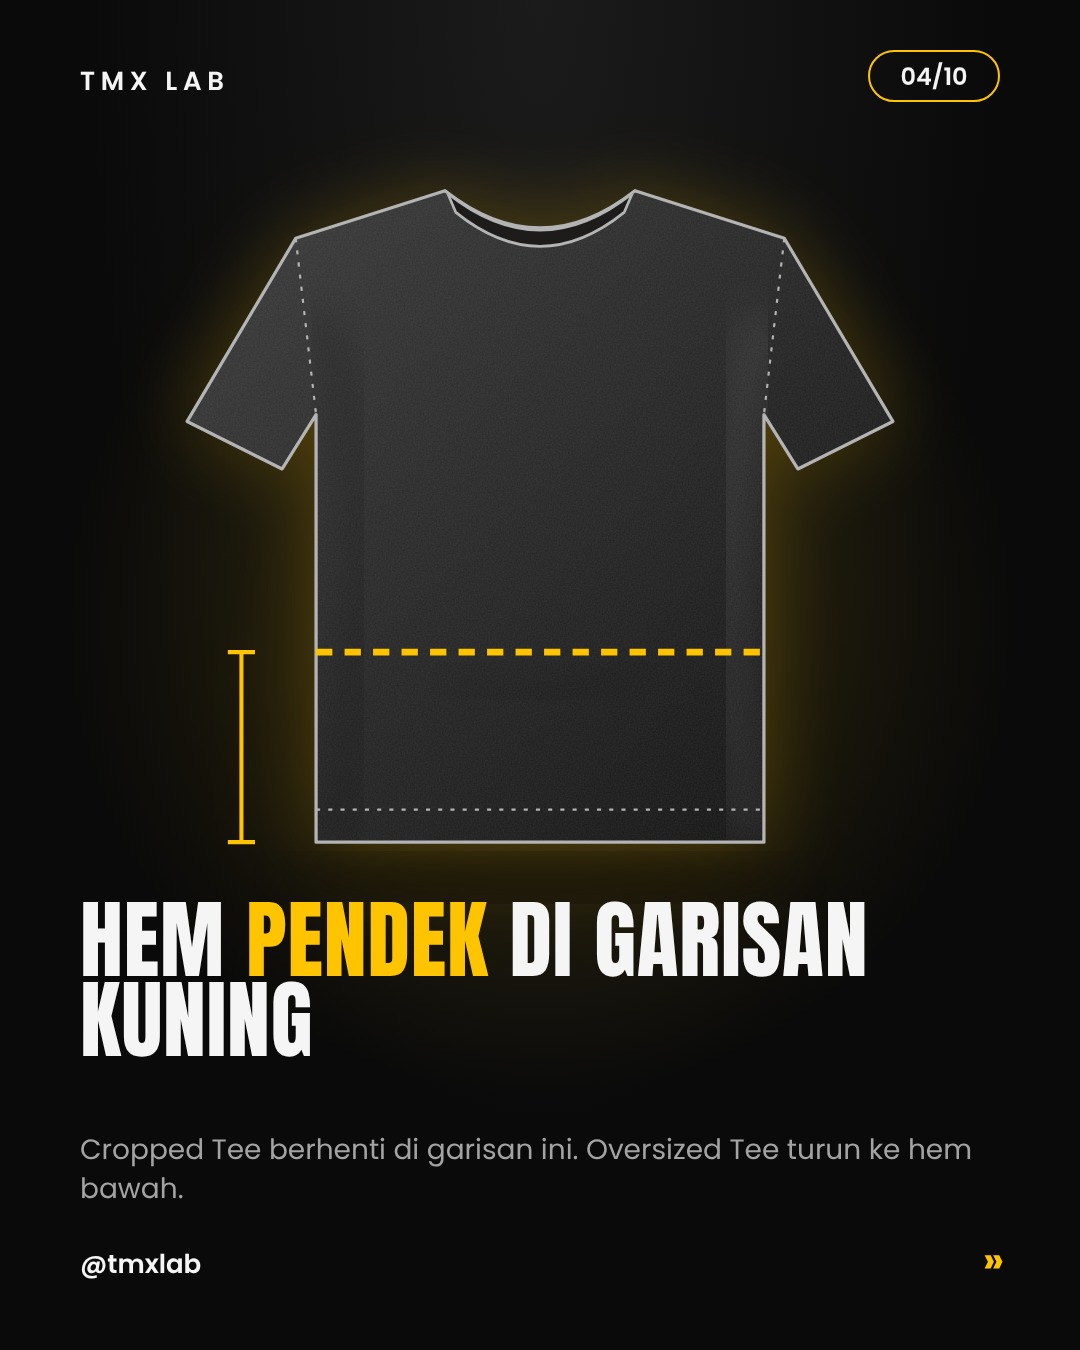 TMX LAB
04/10
HEM PENDEK DI GARISAN
KUNING
Cropped Tee berhenti di garisan ini. Oversized Tee turun ke hem
bawah.
@tmxlab
»